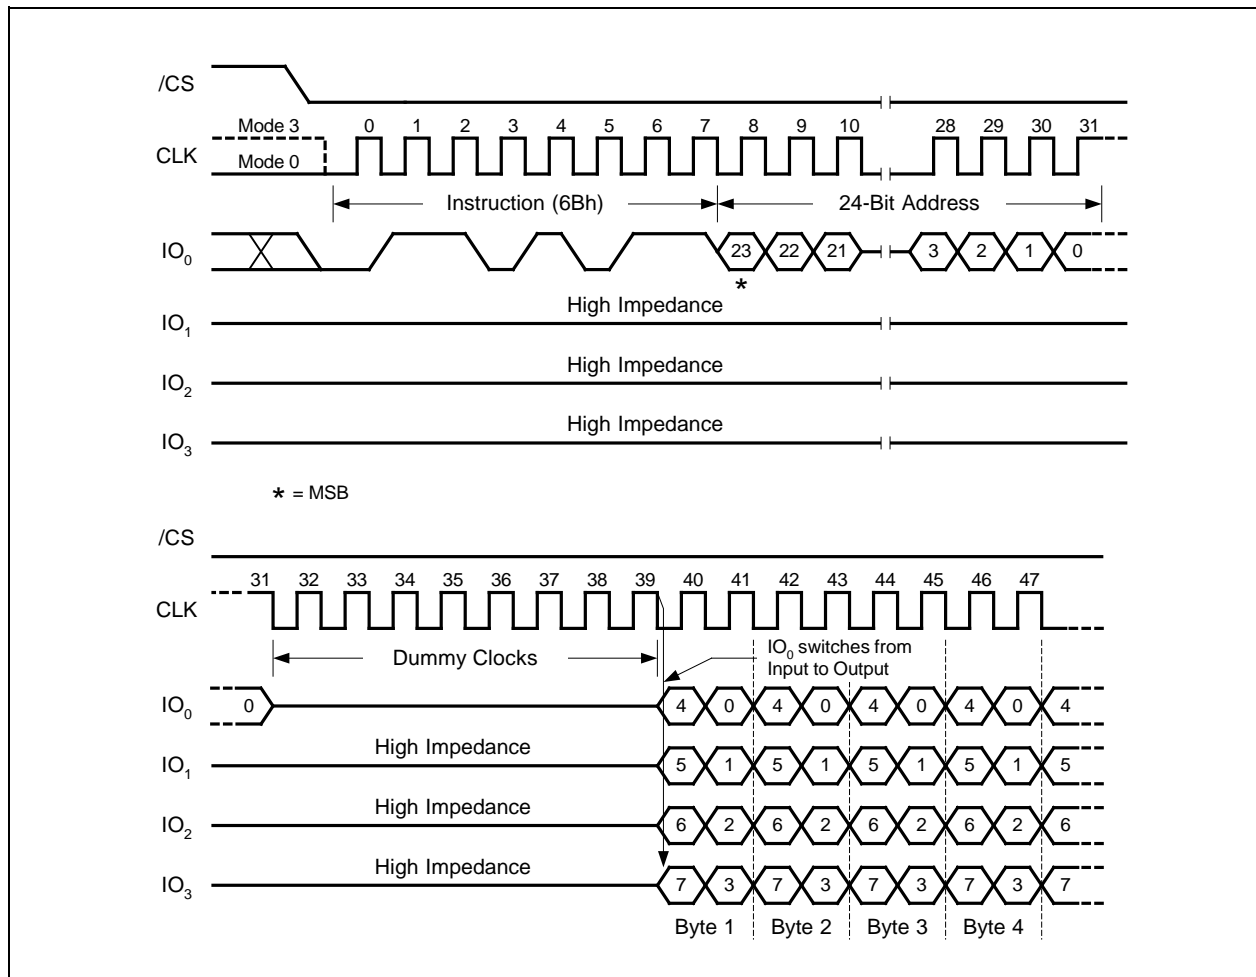 /CS
Mode 3
0 1 2 3 4 5 6 7 8 9 10 28 29 30 31
CLK
Mode 0
Instruction (6Bh) 24-Bit Address
IO0 23 22 21 3 2 1 0
*
High Impedance
IO1
High Impedance
IO2
High Impedance
IO3
* = MSB
/CS
31 32 33 34 35 36 37 38 39 40 41 42 43 44 45 46 47
CLK
Dummy Clocks
IO0 switches from
Input to Output
IO0 0 4 0 4 0 4 0 4 0 4
High Impedance
IO1 5 1 5 1 5 1 5 1 5
High Impedance
IO2 6 2 6 2 6 2 6 2 6
High Impedance
IO3 7 3 7 3 7 3 7 3 7
Byte 1 Byte 2 Byte 3 Byte 4